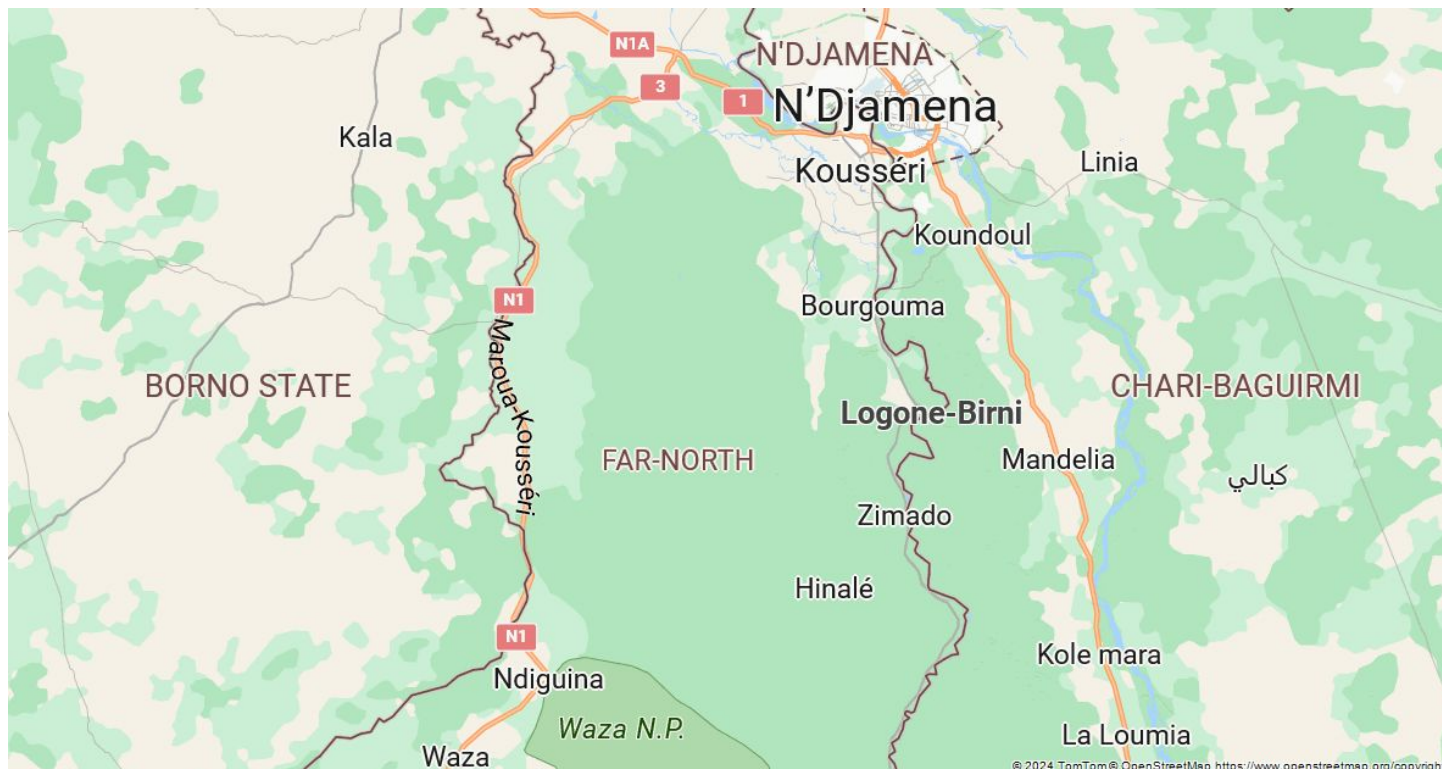 N'DJAMENA
N1A
3
1
N’Djamena
Kala
Linia
Kousséri
Koundoul
N1
Bourgouma
Maroua-Kousséri
BORNO STATE
CHARI-BAGUIRMI
Logone-Birni
FAR-NORTH
Mandelia
كبالي
Zimado
Hinalé
N1
Kole mara
Ndiguina
Waza N.P.
La Loumia
Waza
© 2024 TomTom © OpenStreetMap https://www.openstreetmap.org/copyrigh